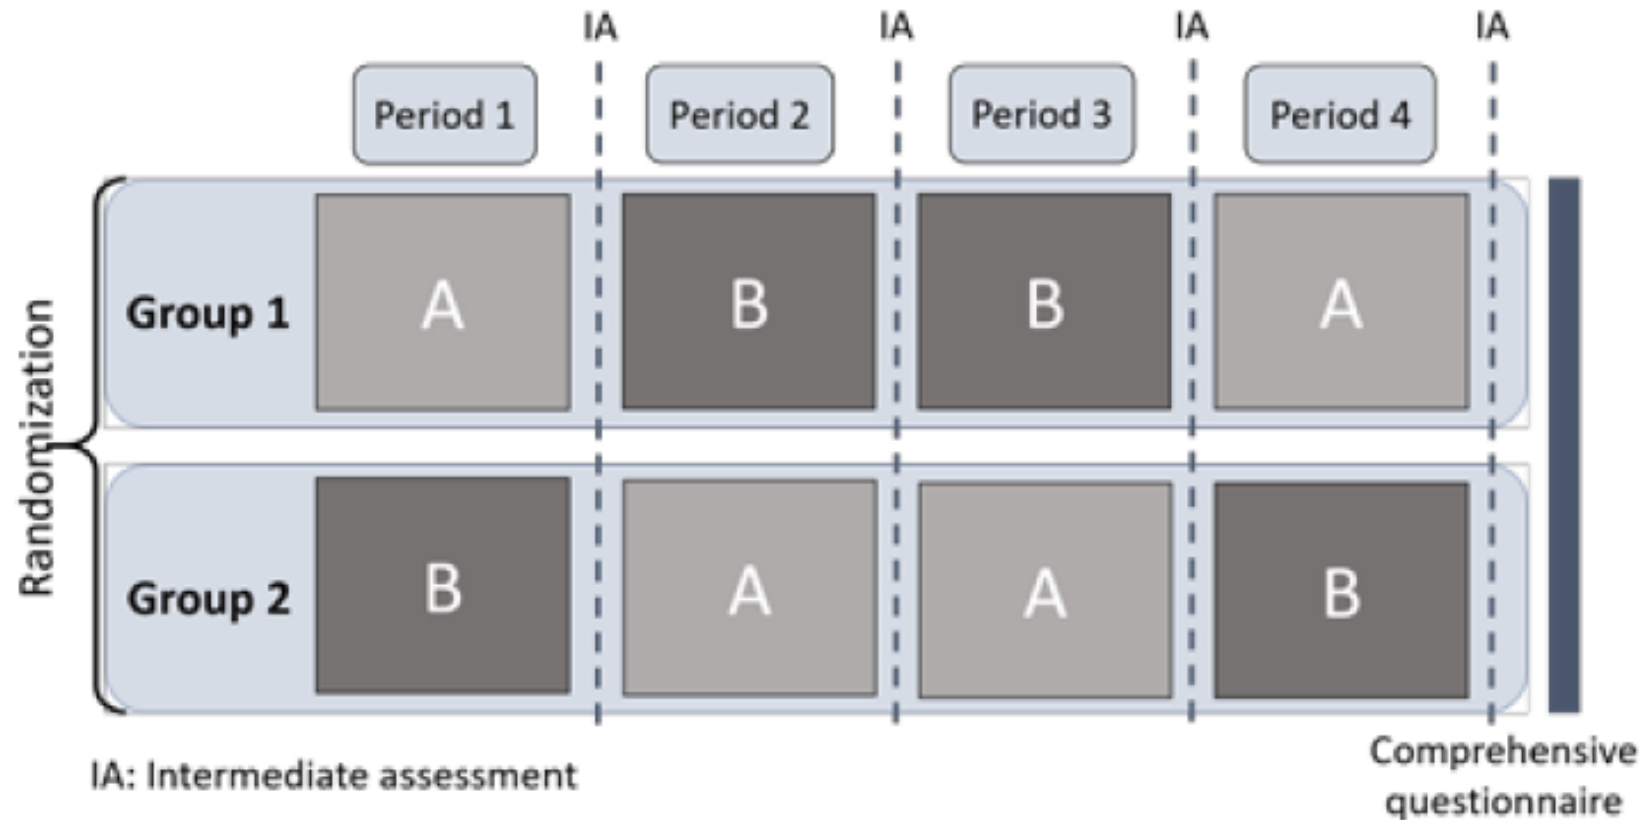 IA IA IA IA
Period 1 Period 2 Period 3 Period 4
Randomization
Group 1 A B B A
Group 2 B A A B
IA: Intermediate assessment
Comprehensive
questionnaire